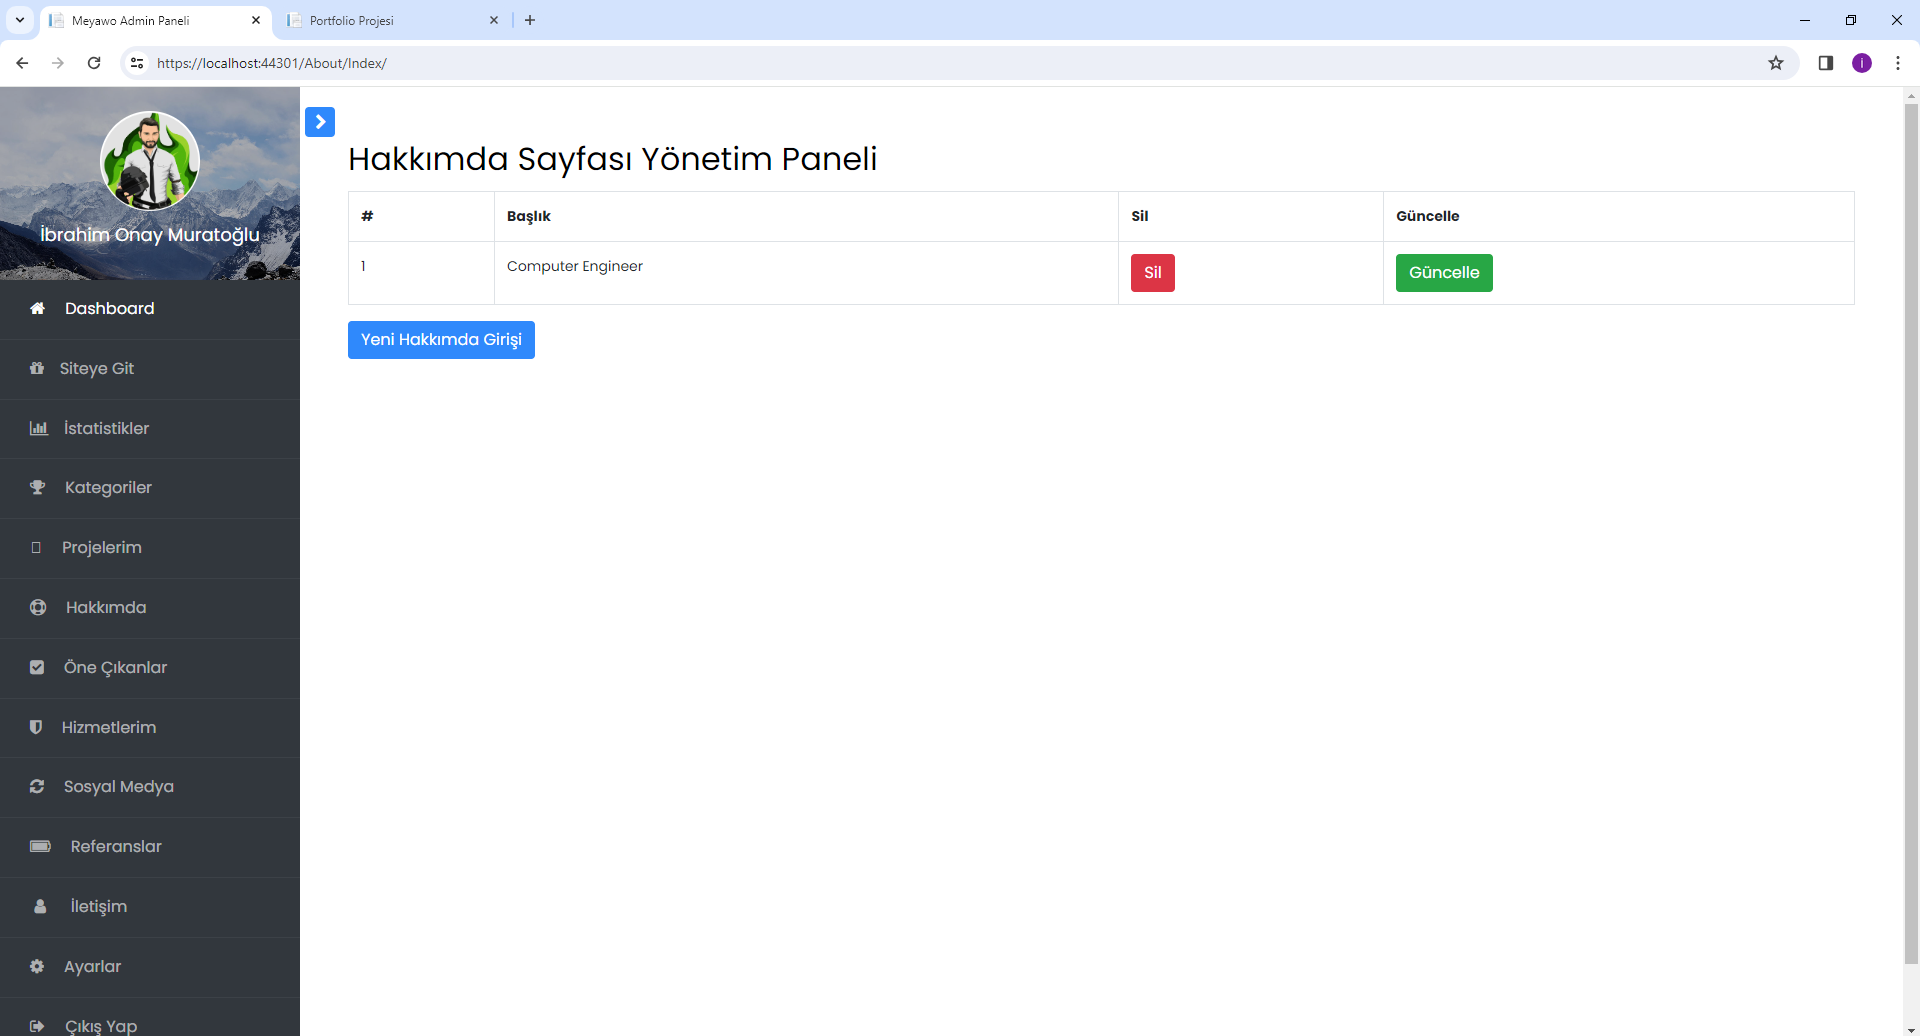 Meyawo Admin Paneli
Portfolio Projesi
https://localhost:44301/About/Index/
i
İbrahim Onay Muratoğlu
Dashboard
Siteye Git
İstatistikler
Kategoriler
Projelerim
Hakkımda
Öne Çıkanlar
Hizmetlerim
Sosyal Medya
Referanslar
İletişim
Ayarlar
Çıkış Yap
Hakkımda Sayfası Yönetim Paneli
# Başlık Sil Güncelle
1 Computer Engineer Sil Güncelle
Yeni Hakkımda Girişi